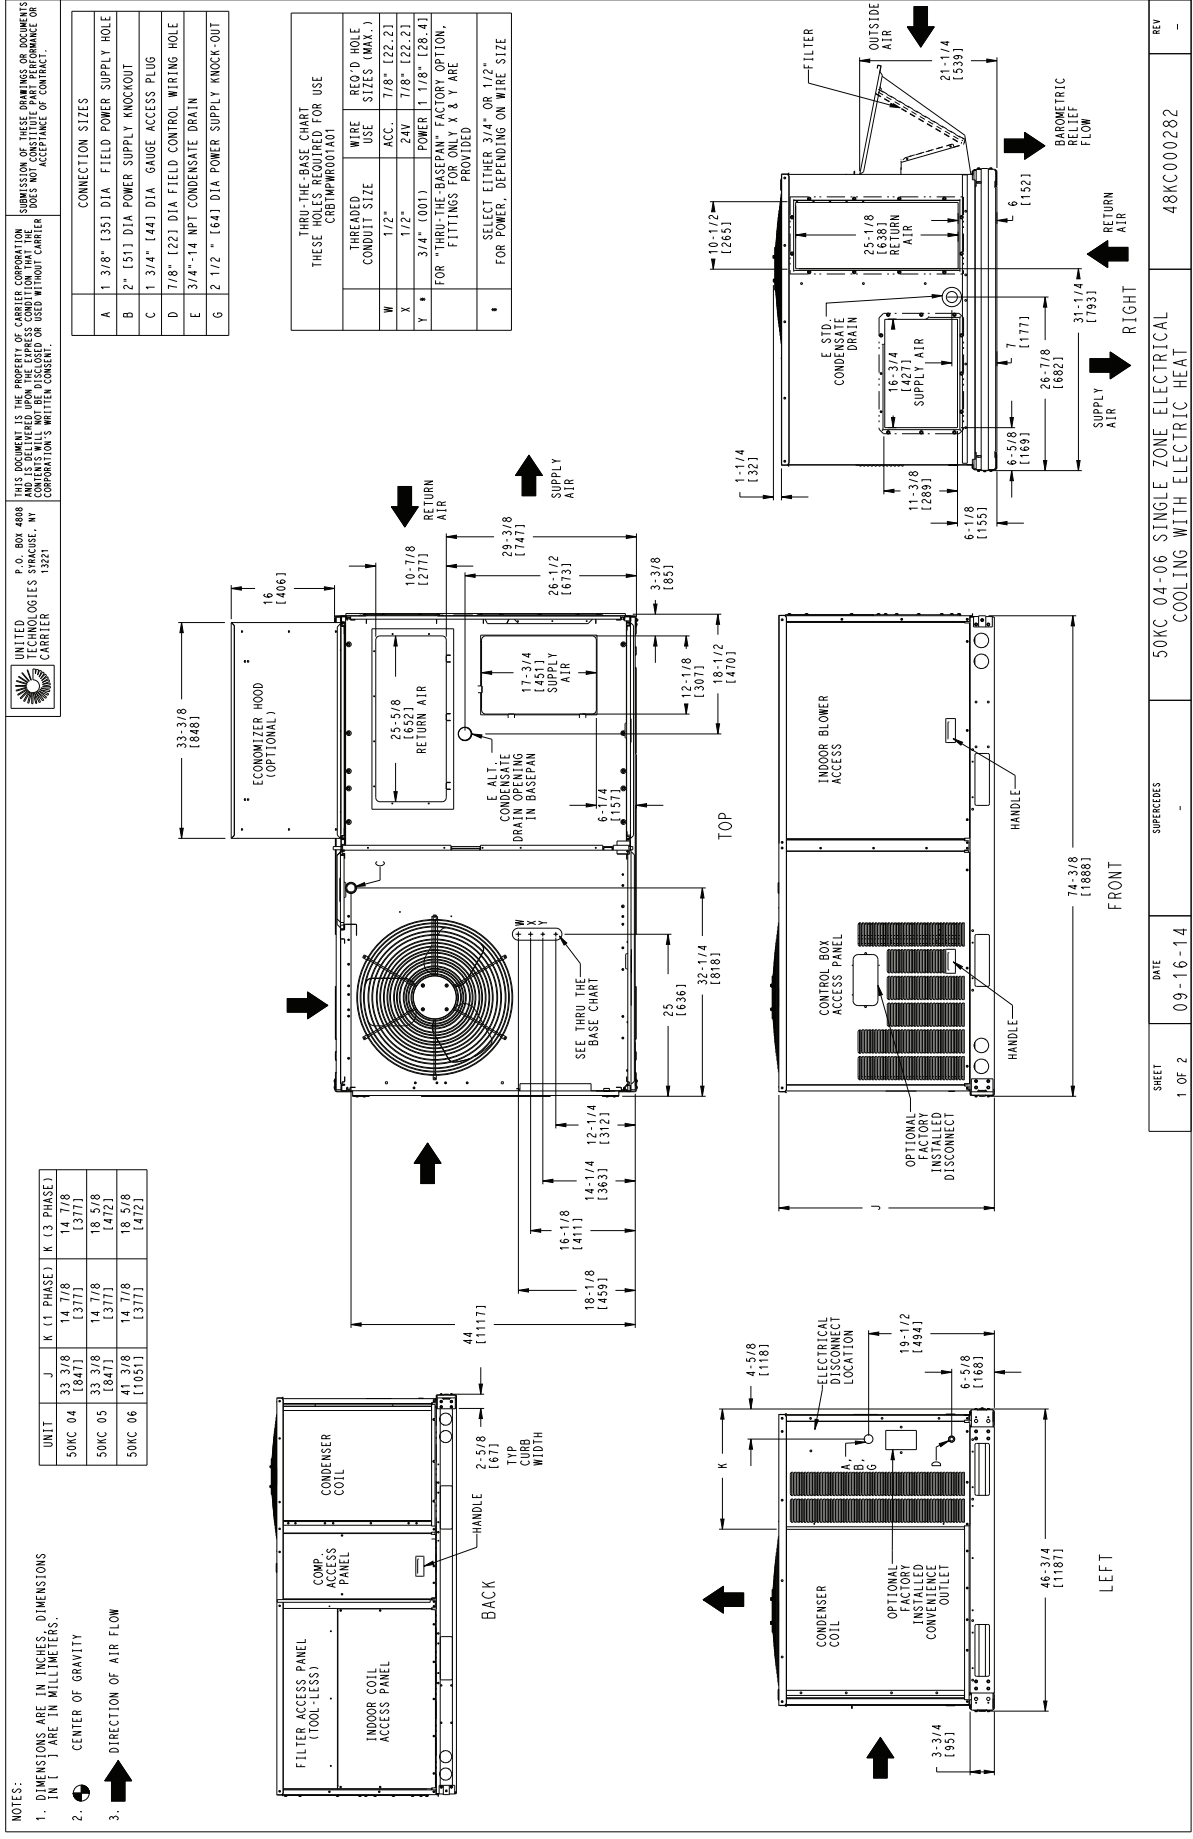 NOTES:
1. DIMENSIONS ARE IN INCHES, DIMENSIONS
IN [ ] ARE IN MILLIMETERS.
2. CENTER OF GRAVITY
3. DIRECTION OF AIR FLOW
UNIT J K (1 PHASE) K (3 PHASE)
50KC 04 33 3/8 [847] 14 7/8 [377] 14 7/8 [377]
50KC 05 33 3/8 [847] 14 7/8 [377] 18 5/8 [472]
50KC 06 41 3/8 [1051] 14 7/8 [377] 18 5/8 [472]
UNITED
TECHNOLOGIES
CARRIER
P.O. BOX 4808
SYRACUSE, NY
13221
THIS DOCUMENT IS THE PROPERTY OF CARRIER CORPORATION
AND IS DELIVERED UPON THE EXPRESS CONDITION THAT THE
CONTENTS WILL NOT BE DISCLOSED OR USED WITHOUT CARRIER
CORPORATION'S WRITTEN CONSENT.
SUBMISSION OF THESE DRAWINGS OR DOCUMENTS
DOES NOT CONSTITUTE PART PERFORMANCE OR
ACCEPTANCE OF CONTRACT.
CONNECTION SIZES
A 1 3/8" [35] DIA FIELD POWER SUPPLY HOLE
B 2" [51] DIA POWER SUPPLY KNOCKOUT
C 1 3/4" [44] DIA GAUGE ACCESS PLUG
D 7/8" [22] DIA FIELD CONTROL WIRING HOLE
E 3/4"-14 NPT CONDENSATE DRAIN
G 2 1/2 " [64] DIA POWER SUPPLY KNOCK-OUT
THRU-THE-BASE CHART
THESE HOLES REQUIRED FOR USE
CRBTMPWR001A01
THREADED
CONDUIT SIZE
WIRE
USE
REQ'D HOLE
SIZES (MAX.)
W 1/2" ACC. 7/8" [22.2]
X 1/2" 24V 7/8" [22.2]
Y * 3/4" (001) POWER 1 1/8" [28.4]
FOR "THRU-THE-BASEPAN" FACTORY OPTION,
FITTINGS FOR ONLY X & Y ARE
PROVIDED
* SELECT EITHER 3/4" OR 1/2"
FOR POWER, DEPENDING ON WIRE SIZE
FILTER ACCESS PANEL
(TOOL-LESS)
INDOOR COIL
ACCESS PANEL
COMP.
ACCESS
PANEL
CONDENSER
COIL
HANDLE
2-5/8
[67]
TYP
CURB
WIDTH
BACK
33-3/8
[848]
16
[406]
ECONOMIZER HOOD
(OPTIONAL)
C
25-5/8
[652]
RETURN AIR
10-7/8
[277]
RETURN
AIR
17-3/4
[451]
SUPPLY
AIR
SUPPLY
AIR
29-3/8
[747]
26-1/2
[673]
3-3/8
[85]
12-1/8
[307]
18-1/2
[470]
E ALT.
CONDENSATE
DRAIN OPENING
IN BASEPAN
6-1/4
[157]
W
X
Y
SEE THRU THE
BASE CHART
25
[636]
32-1/4
[818]
12-1/4
[312]
14-1/4
[363]
16-1/8
[411]
18-1/8
[459]
44
[1117]
TOP
CONDENSER
COIL
OPTIONAL
FACTORY
INSTALLED
CONVENIENCE
OUTLET
K
A,
B,
G
D
ELECTRICAL
DISCONNECT
LOCATION
4-5/8
[118]
19-1/2
[494]
6-5/8
[168]
46-3/4
[1187]
3-3/4
[95]
LEFT
CONTROL BOX
ACCESS PANEL
INDOOR BLOWER
ACCESS
OPTIONAL
FACTORY
INSTALLED
DISCONNECT
HANDLE
HANDLE
J
74-3/8
[1888]
FRONT
1-1/4
[32]
E STD.
CONDENSATE
DRAIN
16-3/4
[427]
SUPPLY AIR
10-1/2
[265]
25-1/8
[638]
RETURN
AIR
FILTER
OUTSIDE
AIR
21-1/4
[539]
BAROMETRIC
RELIEF
FLOW
6
[152]
RETURN
AIR
31-1/4
[793]
7
[177]
26-7/8
[682]
6-5/8
[169]
11-3/8
[289]
6-1/8
[155]
SUPPLY
AIR
RIGHT
SHEET
1 OF 2
DATE
09-16-14
SUPERCEDES
-
50KC 04-06 SINGLE ZONE ELECTRICAL
COOLING WITH ELECTRIC HEAT
48KC000282
REV
-